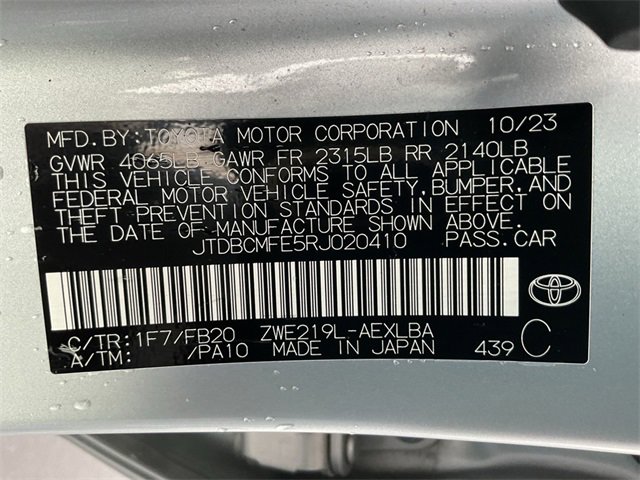 MFD.BY:TOYOTA MOTOR CORPORATION 10/23
GVWR 4065LB GAWR FR 2315LB RR 2140LB
THIS VEHICLE CONFORMS TO ALL APPLICABLE
FEDERAL MOTOR VEHICLE SAFETY,BUMPER,AND
THEFT PREVENTION STANDARDS IN EFFECT ON
THE DATE OF MANUFACTURE SHOWN ABOVE.
JTDBCMFE5RJ020410 PASS.CAR
C/TR:1F7/FB20 ZWE219L-AEXLBA
A/TM: /PA10 MADE IN JAPAN 439 C